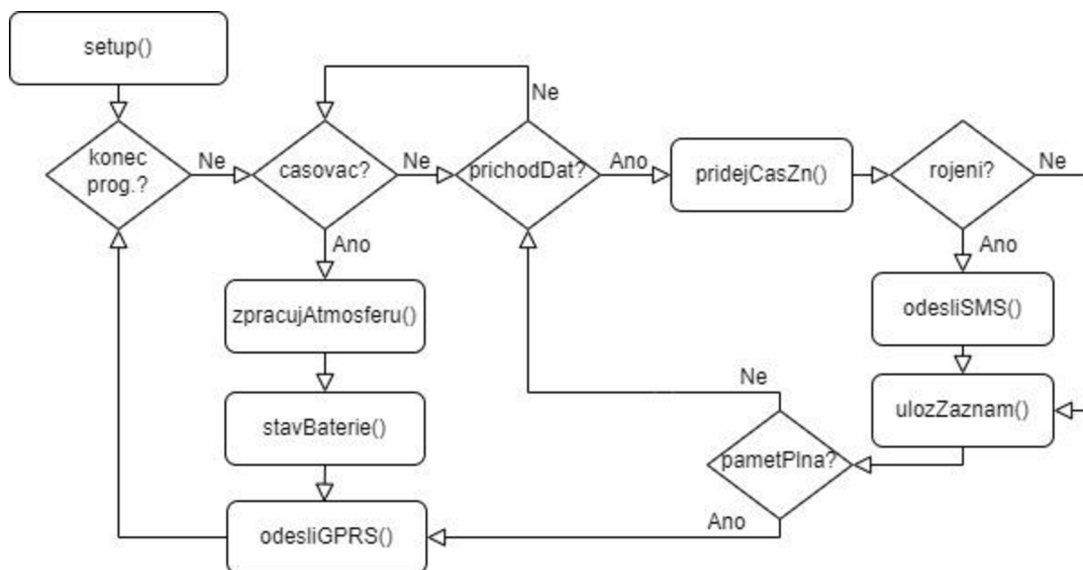 setup()
Ne
konec
prog.?
Ne
casovac?
Ne
prichodDat?
Ano
pridejCasZn()
rojeni?
Ne
Ano
Ano
zpracujAtmosferu()
odesliSMS()
Ne
ulozZaznam()
stavBaterie()
pametPlna?
Ano
odesliGPRS()